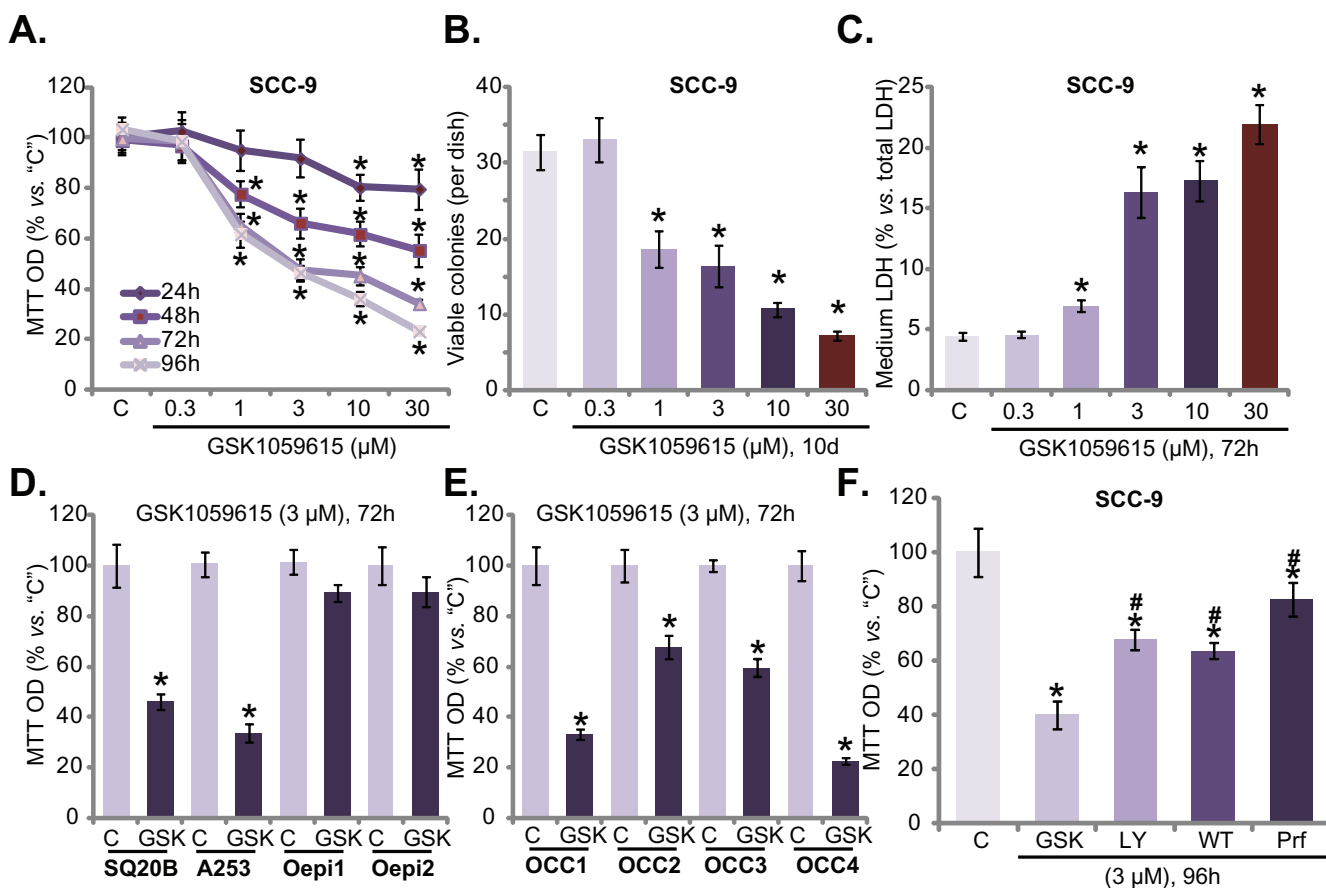 A.
SCC-9
MTT OD (% vs. “C”)
120
100
80
60
40
20
0
24h
48h
72h
96h
* *
* * * *
* * * *
* * * *
C 0.3 1 3 10 30
GSK1059615 (µM)
B.
SCC-9
Viable colonies (per dish)
40
30
20
10
0
* * * *
C 0.3 1 3 10 30
GSK1059615 (µM), 10d
C.
SCC-9
Medium LDH (% vs. total LDH)
25
20
15
10
5
0
* * * *
C 0.3 1 3 10 30
GSK1059615 (µM), 72h
D.
GSK1059615 (3 µM), 72h
MTT OD (% vs. “C”)
120
100
80
60
40
20
0
* *
C GSK C GSK C GSK C GSK
SQ20B A253 Oepi1 Oepi2
E.
GSK1059615 (3 µM), 72h
MTT OD (% vs. “C”)
120
100
80
60
40
20
0
* * * *
C GSK C GSK C GSK C GSK
OCC1 OCC2 OCC3 OCC4
F.
SCC-9
MTT OD (% vs. “C”)
120
100
80
60
40
20
0
# # #
* * * *
C GSK LY WT Prf
(3 µM), 96h